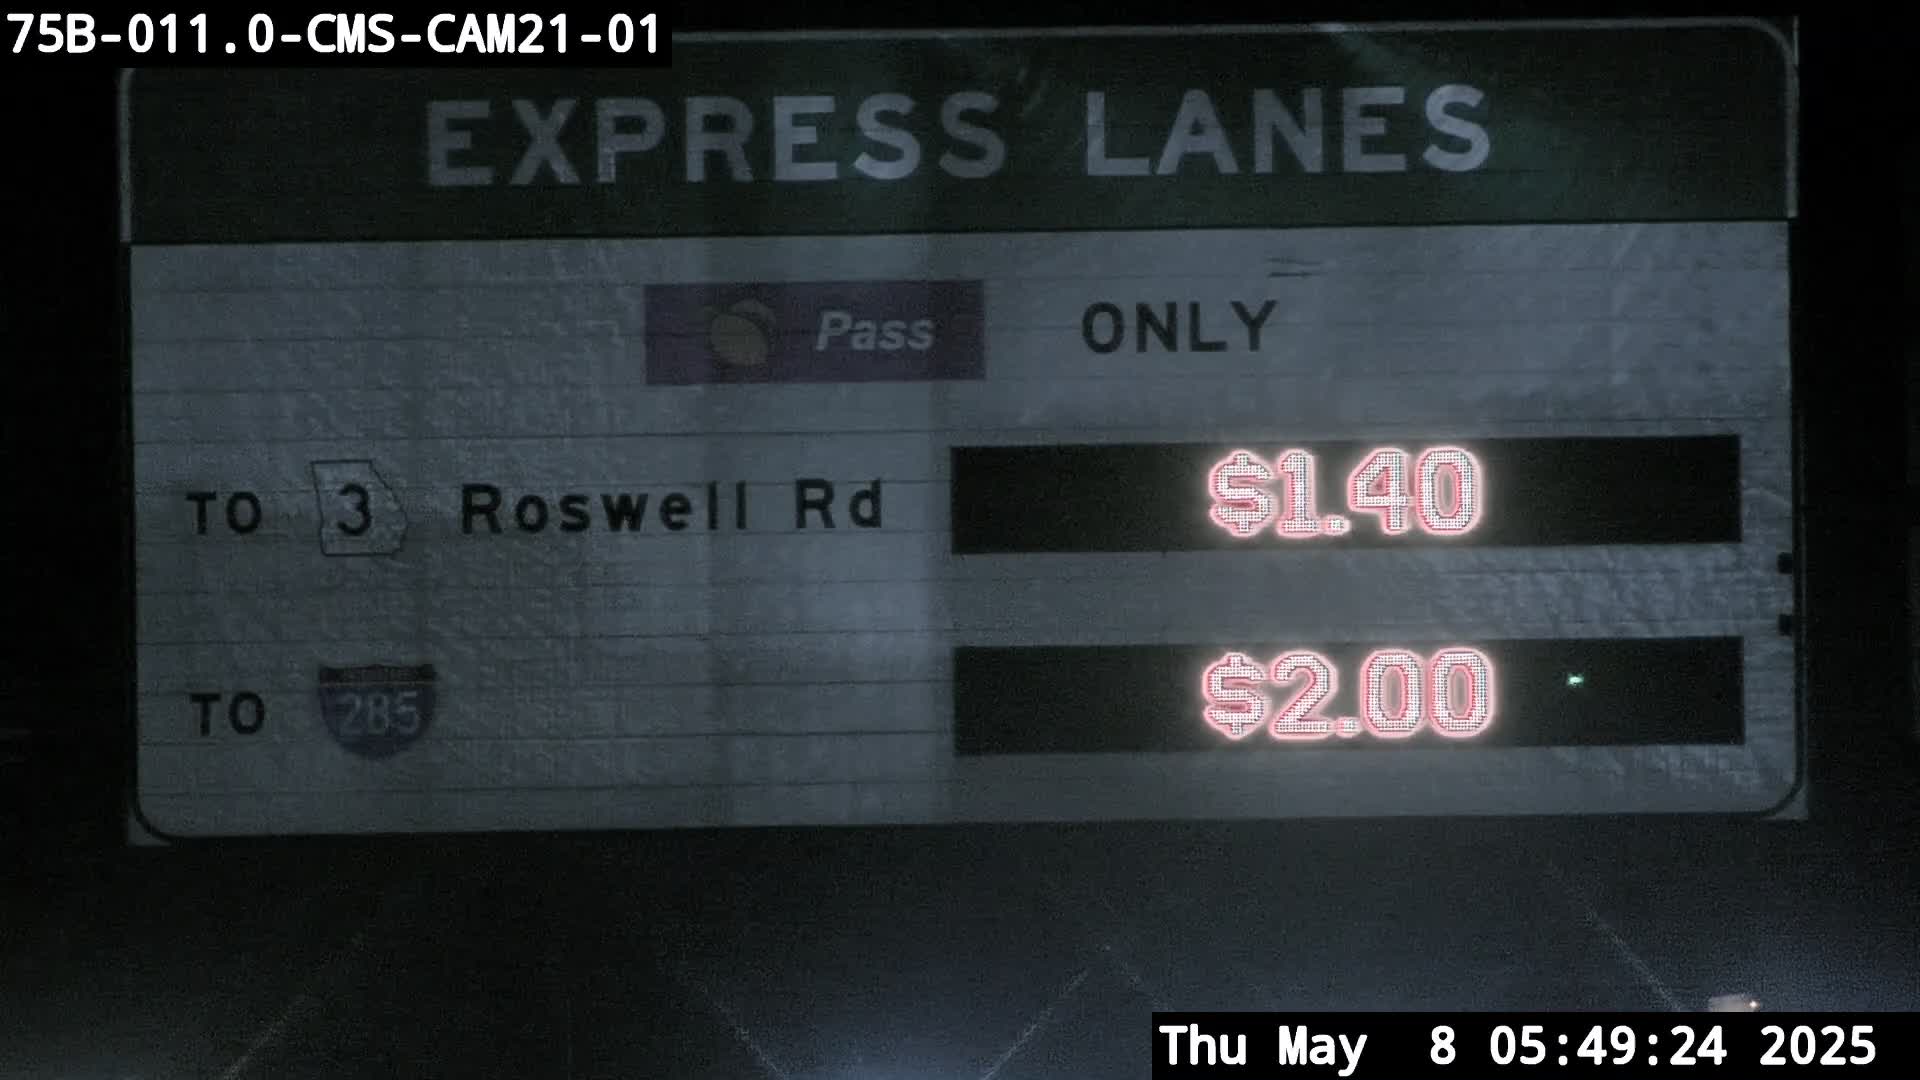 75B-011.0-CMS-CAM21-01
EXPRESS LANES
Pass ONLY
TO 3 Roswell Rd $1.40
TO 285 $2.00
Thu May 8 05:49:24 2025